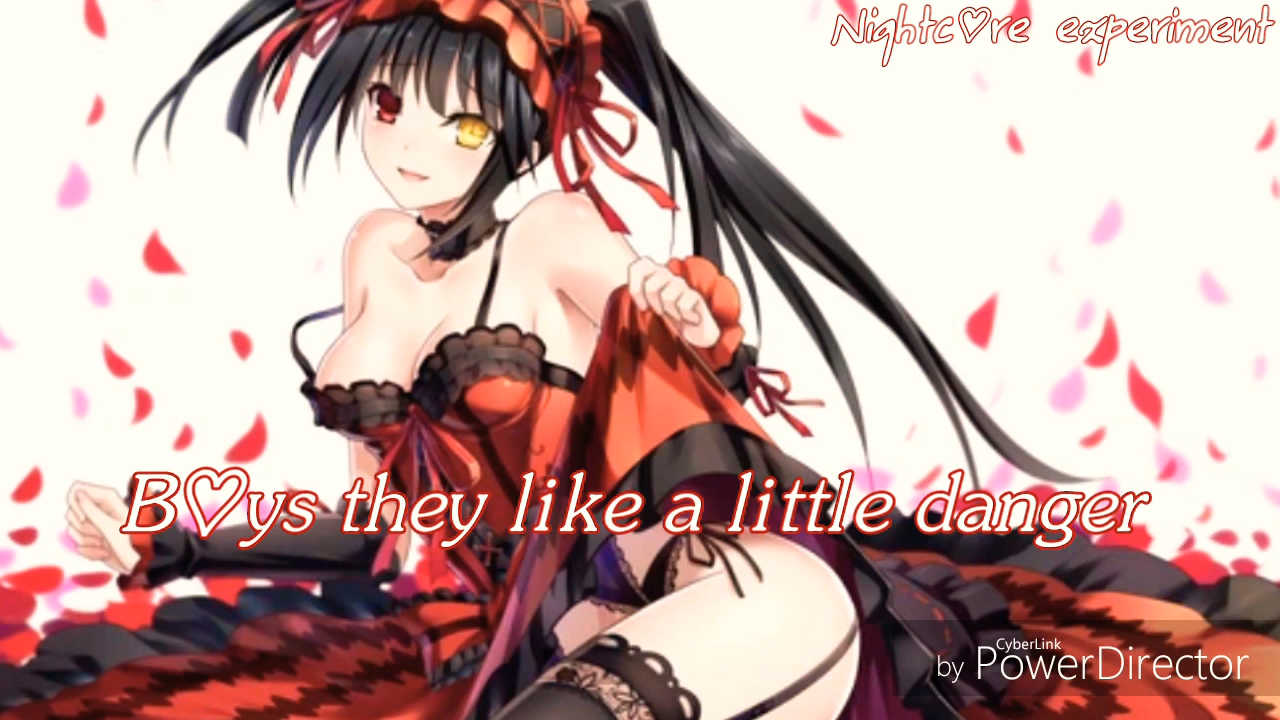 Nightc♡re experiment
B♡ys they like a little danger
CyberLink
by PowerDirector